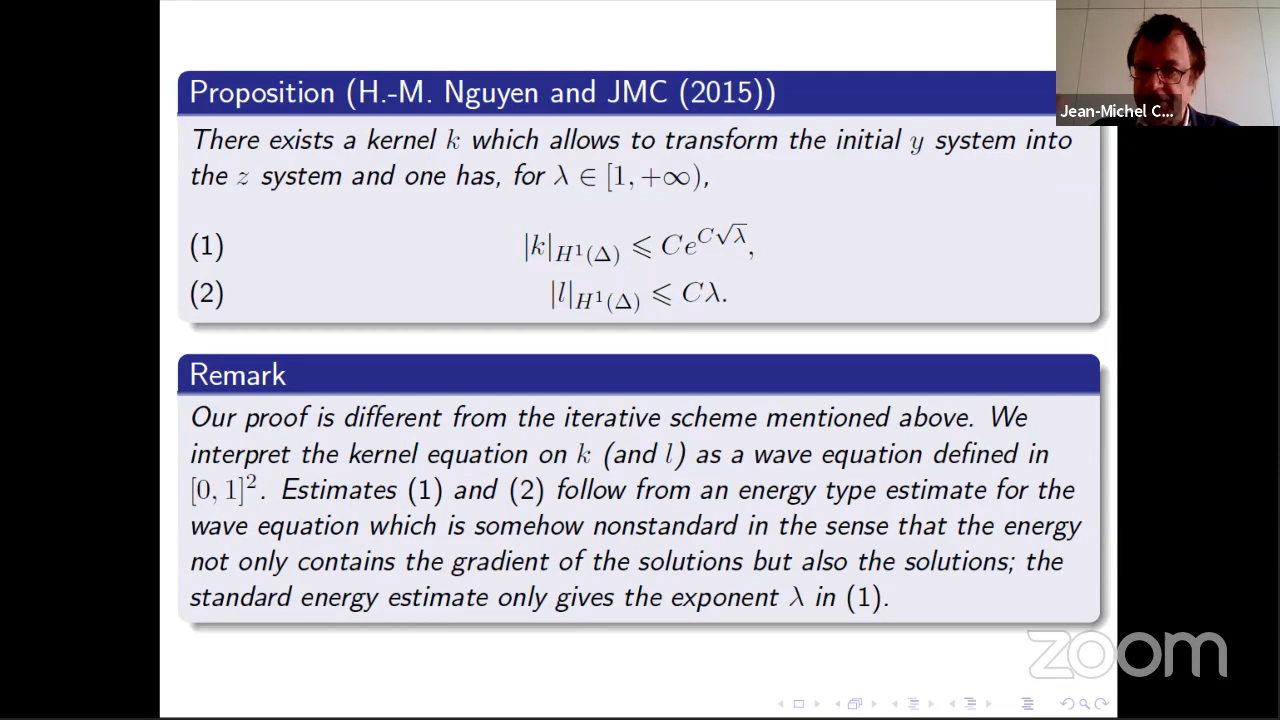 Proposition (H.-M. Nguyen and JMC (2015))
There exists a kernel k which allows to transform the initial y system into
the z system and one has, for λ ∈ [1, +∞),
(1) |k|_{H^1(Δ)} ⩽ Ce^{C√λ},
(2) |l|_{H^1(Δ)} ⩽ Cλ.
Remark
Our proof is different from the iterative scheme mentioned above. We
interpret the kernel equation on k (and l) as a wave equation defined in
[0, 1]^2. Estimates (1) and (2) follow from an energy type estimate for the
wave equation which is somehow nonstandard in the sense that the energy
not only contains the gradient of the solutions but also the solutions; the
standard energy estimate only gives the exponent λ in (1).
Jean-Michel C...
zoom